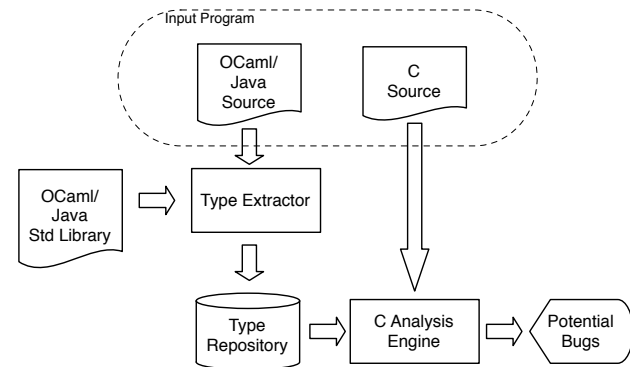 Input Program
OCaml/
Java
Source
C
Source
OCaml/
Java
Std Library
Type Extractor
Type
Repository
C Analysis
Engine
Potential
Bugs